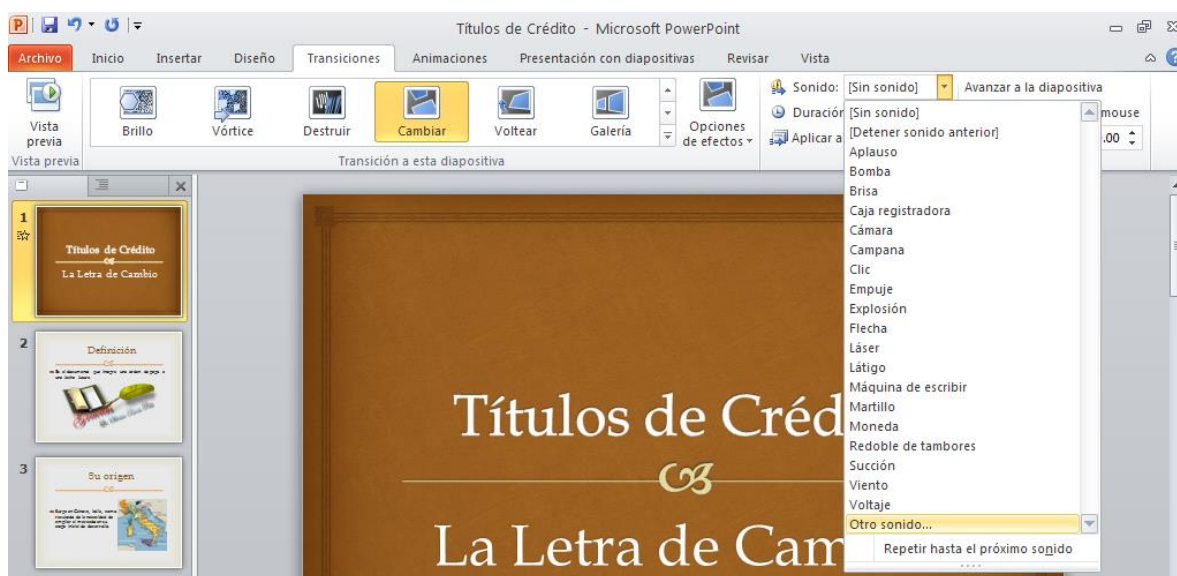 Títulos de Crédito - Microsoft PowerPoint
Archivo Inicio Insertar Diseño Transiciones Animaciones Presentación con diapositivas Revisar Vista
Vista previa
Brillo
Vórtice
Destruir
Cambiar
Voltear
Galería
Opciones de efectos
Sonido: [Sin sonido]
Avanzar a la diapositiva
Duración
mouse
Aplicar a
.00
Vista previa
Transición a esta diapositiva
[Sin sonido]
[Detener sonido anterior]
Aplauso
Bomba
Brisa
Caja registradora
Cámara
Campana
Clic
Empuje
Explosión
Flecha
Láser
Látigo
Máquina de escribir
Martillo
Moneda
Redoble de tambores
Succión
Viento
Voltaje
Otro sonido...
Repetir hasta el próximo sonido
1
Títulos de Crédito
La Letra de Cambio
2
Definición
3
Su origen
Títulos de Créd
La Letra de Cam